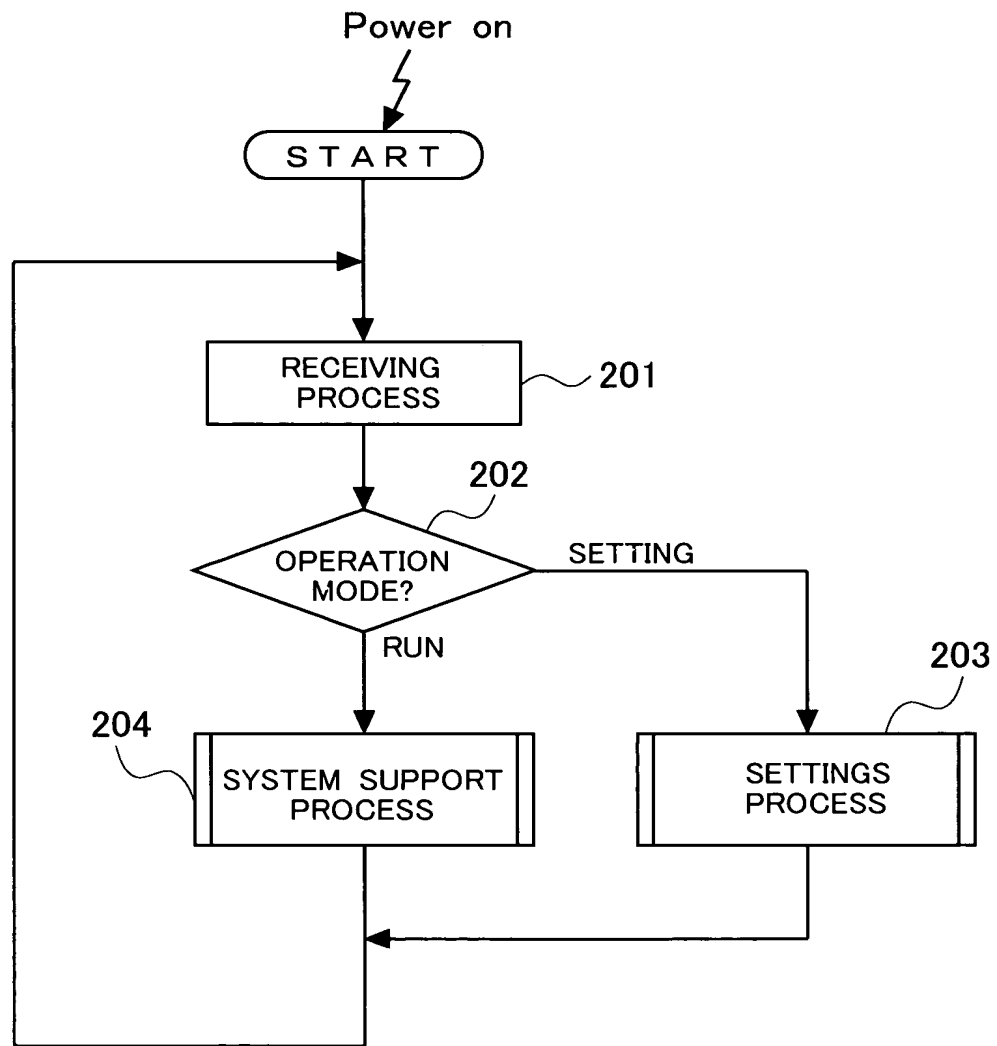 Power on
START
RECEIVING
PROCESS
201
202
OPERATION
MODE?
SETTING
RUN
203
204
SYSTEM SUPPORT
PROCESS
SETTINGS
PROCESS